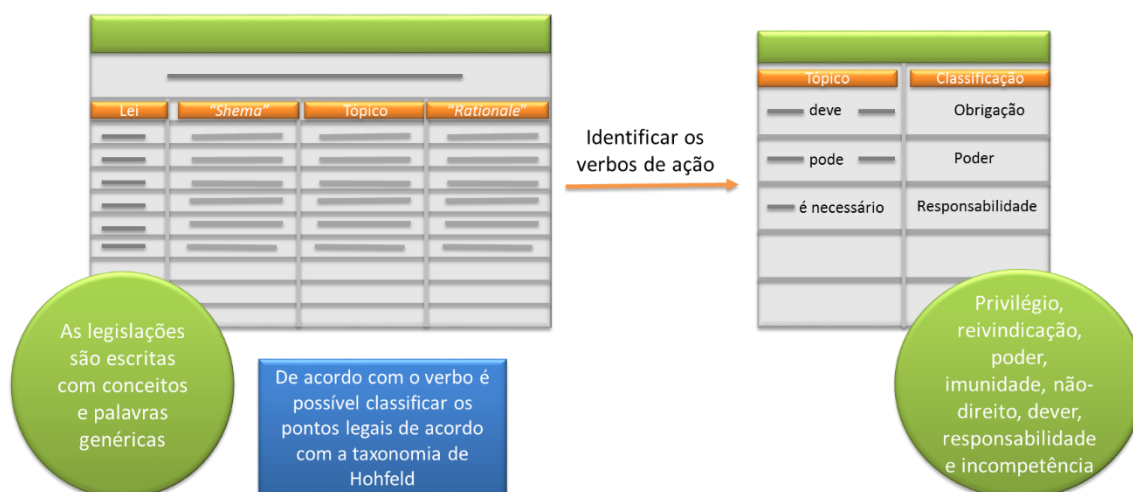 Lei "Shema" Tópico "Rationale"
Identificar os
verbos de ação
Tópico Classificação
deve Obrigação
pode Poder
é necessário Responsabilidade
As legislações
são escritas
com conceitos
e palavras
genéricas
De acordo com o verbo é
possível classificar os
pontos legais de acordo
com a taxonomia de
Hohfeld
Privilégio,
reivindicação,
poder,
imunidade, não-
direito, dever,
responsabilidade
e incompetência